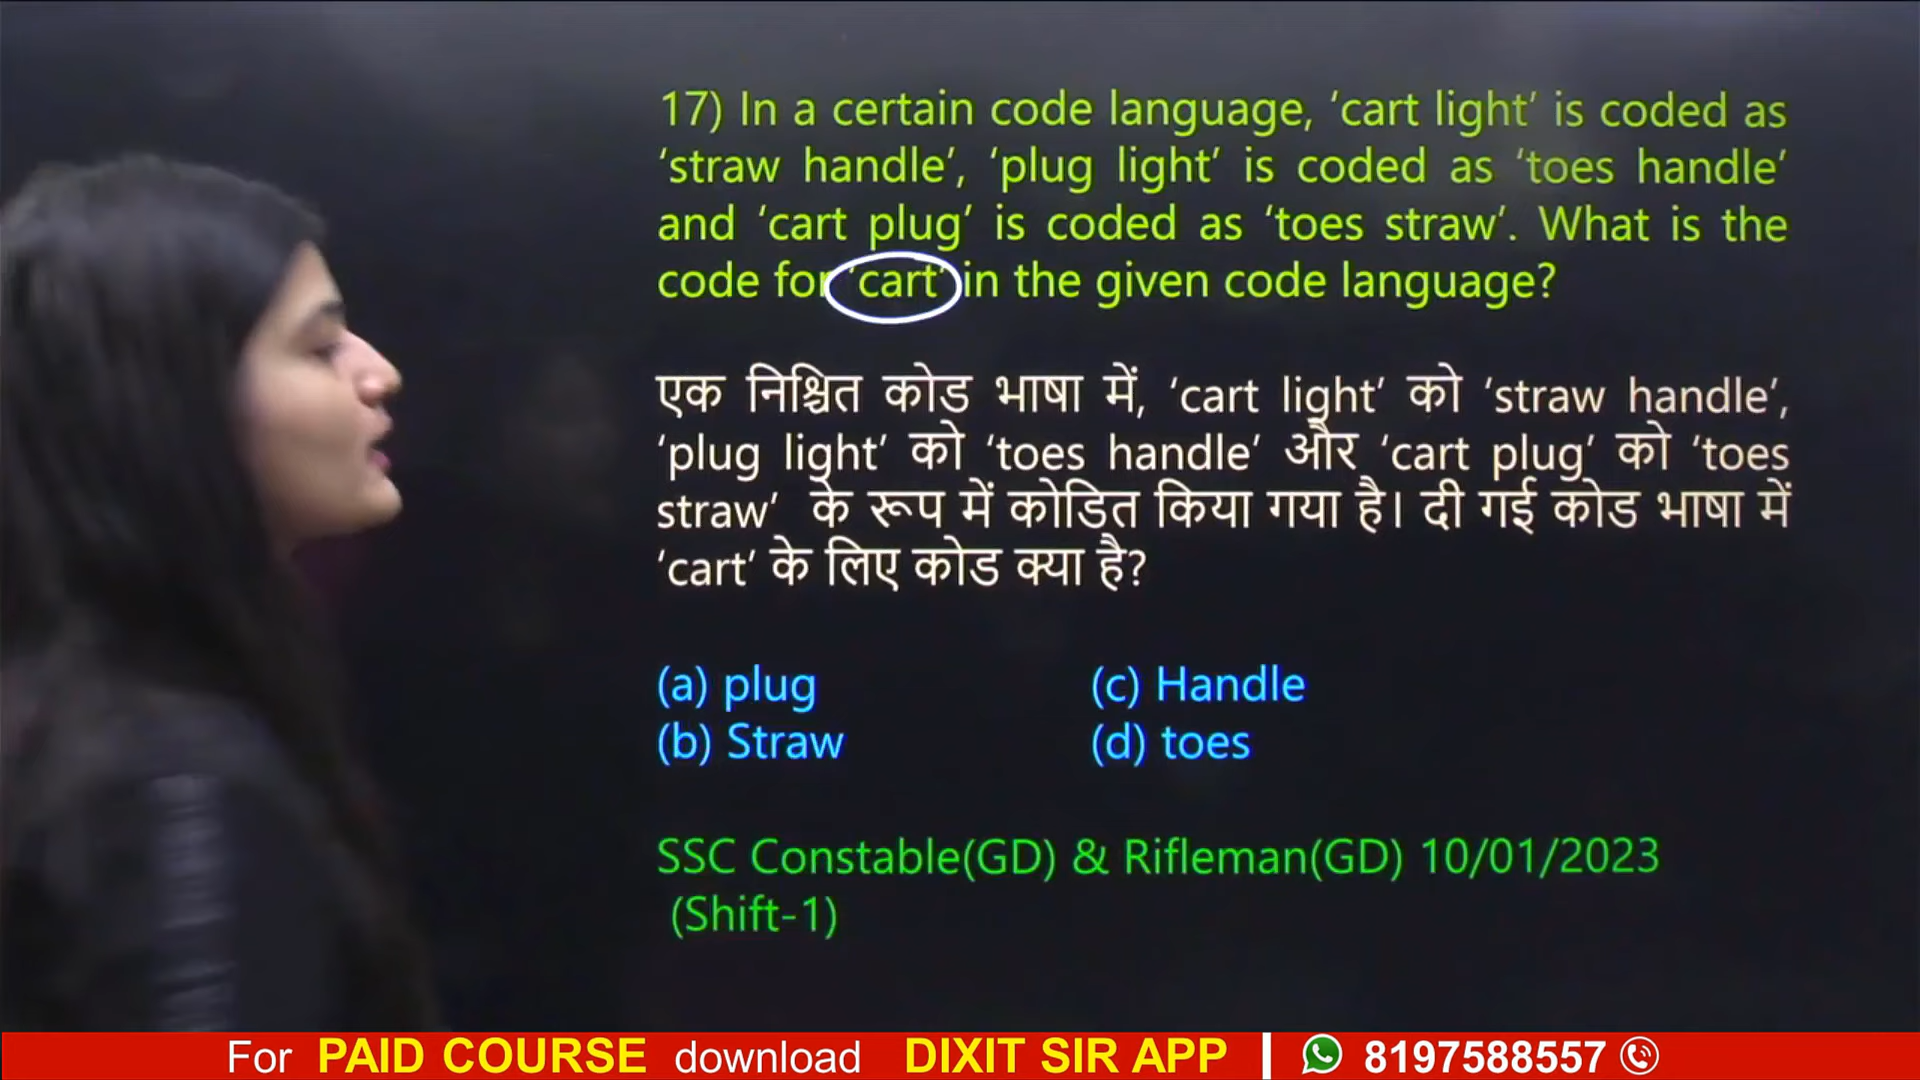 17) In a certain code language, ‘cart light’ is coded as
‘straw handle’, ‘plug light’ is coded as ‘toes handle’
and ‘cart plug’ is coded as ‘toes straw’. What is the
code for ‘cart’ in the given code language?
एक निश्चित कोड भाषा में, ‘cart light’ को ‘straw handle’,
‘plug light’ को ‘toes handle’ और ‘cart plug’ को ‘toes
straw’ के रूप में कोडित किया गया है। दी गई कोड भाषा में
‘cart’ के लिए कोड क्या है?
(a) plug (c) Handle
(b) Straw (d) toes
SSC Constable(GD) & Rifleman(GD) 10/01/2023
(Shift-1)
For PAID COURSE download DIXIT SIR APP | 8197588557